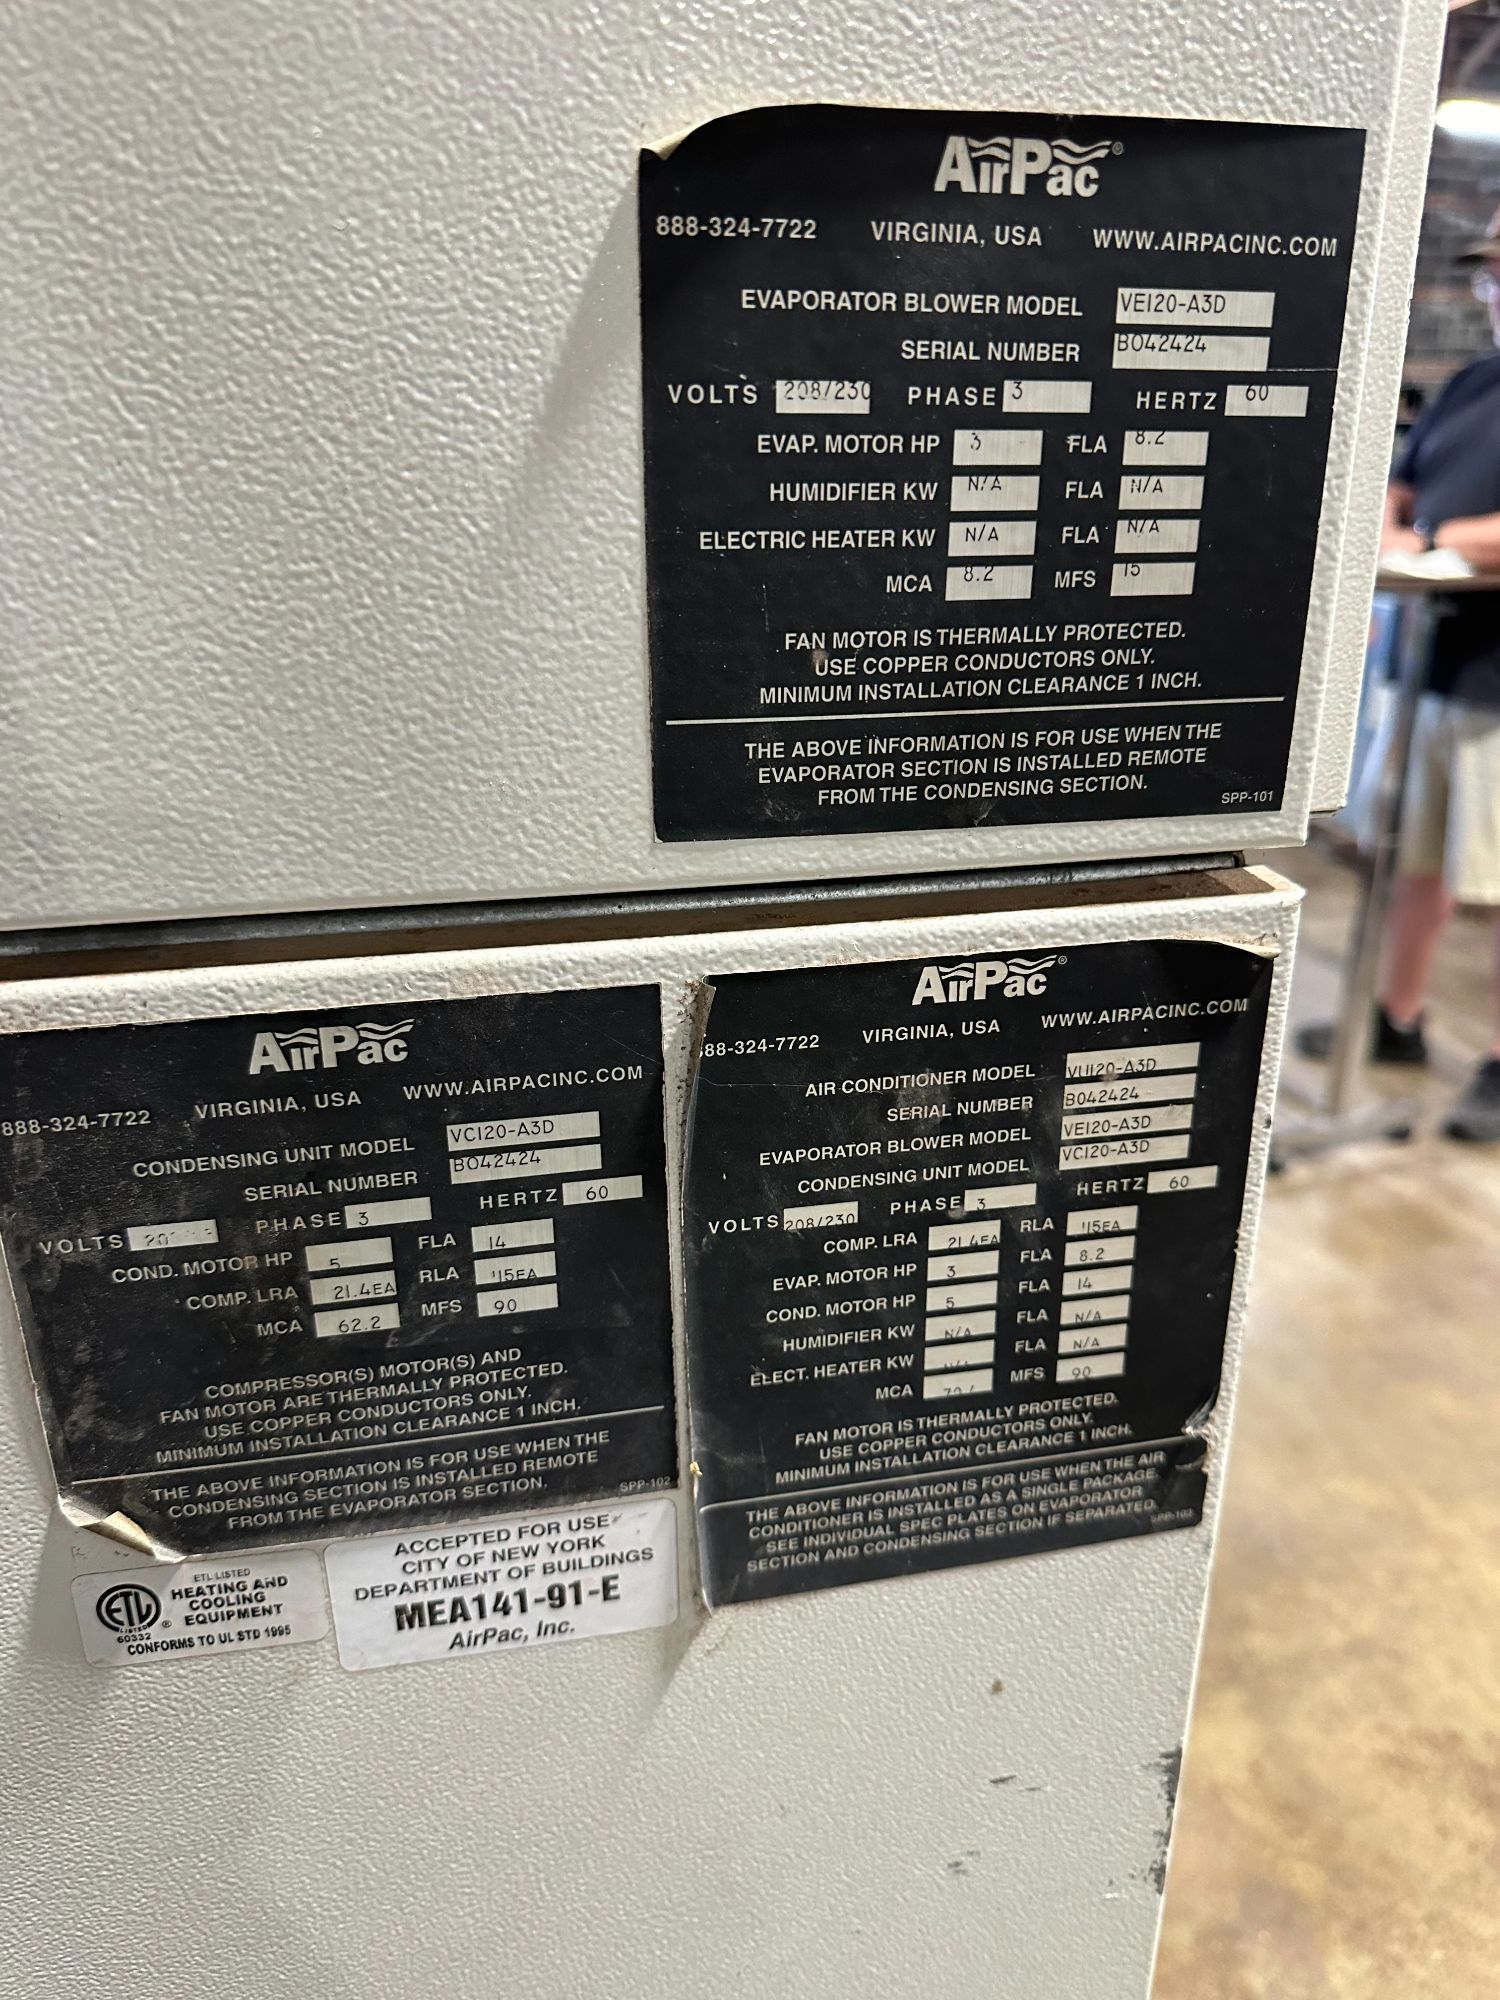 AirPac®
888-324-7722 VIRGINIA, USA WWW.AIRPACINC.COM
EVAPORATOR BLOWER MODEL VE120-A3D
SERIAL NUMBER B042424
VOLTS 208/230 PHASE 3 HERTZ 60
EVAP. MOTOR HP 3 FLA 8.2
HUMIDIFIER KW N/A FLA N/A
ELECTRIC HEATER KW N/A FLA N/A
MCA 8.2 MFS 15
FAN MOTOR IS THERMALLY PROTECTED.
USE COPPER CONDUCTORS ONLY.
MINIMUM INSTALLATION CLEARANCE 1 INCH.
THE ABOVE INFORMATION IS FOR USE WHEN THE
EVAPORATOR SECTION IS INSTALLED REMOTE
FROM THE CONDENSING SECTION.
SPP-101
AirPac
888-324-7722 VIRGINIA, USA WWW.AIRPACINC.COM
CONDENSING UNIT MODEL VC120-A3D
SERIAL NUMBER B042424
VOLTS PHASE 3 HERTZ 60
COND. MOTOR HP 5 FLA 14
COMP. LRA 21.4EA RLA 115EA
MCA 62.2 MFS 90
COMPRESSOR(S) MOTOR(S) AND
FAN MOTOR ARE THERMALLY PROTECTED.
USE COPPER CONDUCTORS ONLY.
MINIMUM INSTALLATION CLEARANCE 1 INCH.
THE ABOVE INFORMATION IS FOR USE WHEN THE
CONDENSING SECTION IS INSTALLED REMOTE
FROM THE EVAPORATOR SECTION.
SPP-102
AirPac®
88-324-7722 VIRGINIA, USA WWW.AIRPACINC.COM
AIR CONDITIONER MODEL VU120-A3D
SERIAL NUMBER B042424
EVAPORATOR BLOWER MODEL VE120-A3D
CONDENSING UNIT MODEL VC120-A3D
VOLTS 208/230 PHASE 3 HERTZ 60
COMP. LRA 21.4EA RLA 115EA
EVAP. MOTOR HP 3 FLA 8.2
COND. MOTOR HP 5 FLA 14
HUMIDIFIER KW N/A FLA N/A
ELECT. HEATER KW FLA N/A
MCA MFS 90
FAN MOTOR IS THERMALLY PROTECTED.
USE COPPER CONDUCTORS ONLY.
MINIMUM INSTALLATION CLEARANCE 1 INCH.
THE ABOVE INFORMATION IS FOR USE WHEN THE AIR
CONDITIONER IS INSTALLED AS A SINGLE PACKAGE.
SEE INDIVIDUAL SPEC PLATES ON EVAPORATOR
SECTION AND CONDENSING SECTION IF SEPARATED.
SPP-103
ETL LISTED
HEATING AND
COOLING
EQUIPMENT
ETL
LISTED
®
60332
CONFORMS TO UL STD 1995
ACCEPTED FOR USE
CITY OF NEW YORK
DEPARTMENT OF BUILDINGS
MEA141-91-E
AirPac, Inc.